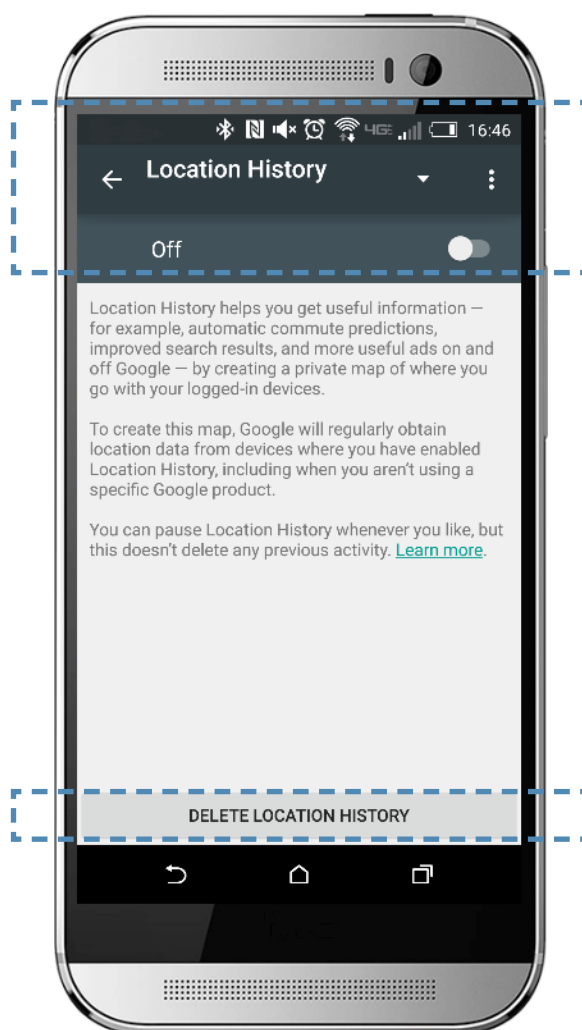 4GE 16:46
Location History
Off
Location History helps you get useful information —
for example, automatic commute predictions,
improved search results, and more useful ads on and
off Google — by creating a private map of where you
go with your logged-in devices.
To create this map, Google will regularly obtain
location data from devices where you have enabled
Location History, including when you aren't using a
specific Google product.
You can pause Location History whenever you like, but
this doesn't delete any previous activity. Learn more.
DELETE LOCATION HISTORY